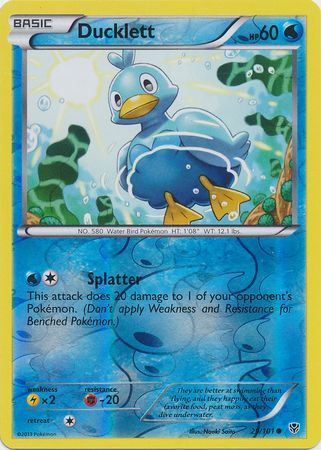 BASIC
Ducklett
HP60
NO. 580 Water Bird Pokémon HT: 1'08" WT: 12.1 lbs.
Splatter
This attack does 20 damage to 1 of your opponent's
Pokémon. (Don't apply Weakness and Resistance for
Benched Pokémon.)
weakness
×2
resistance
-20
retreat
They are better at skimming than
flying, and they happily eat their
favorite food, peat moss, as they
dive underwater.
©2013 Pokémon
Illus. Naoki Saito
29/101